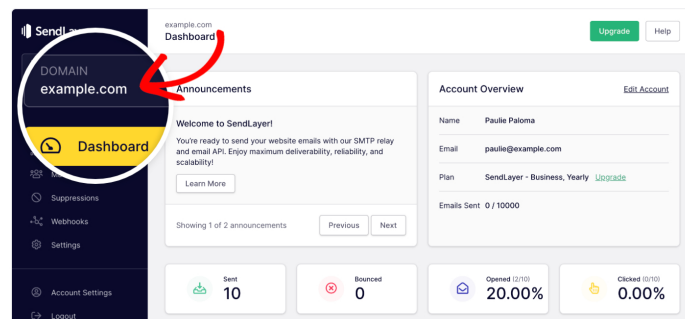 SendLayer
example.com
Dashboard
Upgrade
Help
DOMAIN
example.com
Dashboard
Suppressions
Webhooks
Settings
Account Settings
Logout
Announcements
Welcome to SendLayer!
You're ready to send your website emails with our SMTP relay
and email API. Enjoy maximum deliverability, reliability, and
scalability!
Learn More
Showing 1 of 2 announcements
Previous
Next
Account Overview
Edit Account
Name Paulie Paloma
Email paulie@example.com
Plan SendLayer - Business, Yearly Upgrade
Emails Sent 0 / 10000
Sent
10
Bounced
0
Opened (2/10)
20.00%
Clicked (0/10)
0.00%